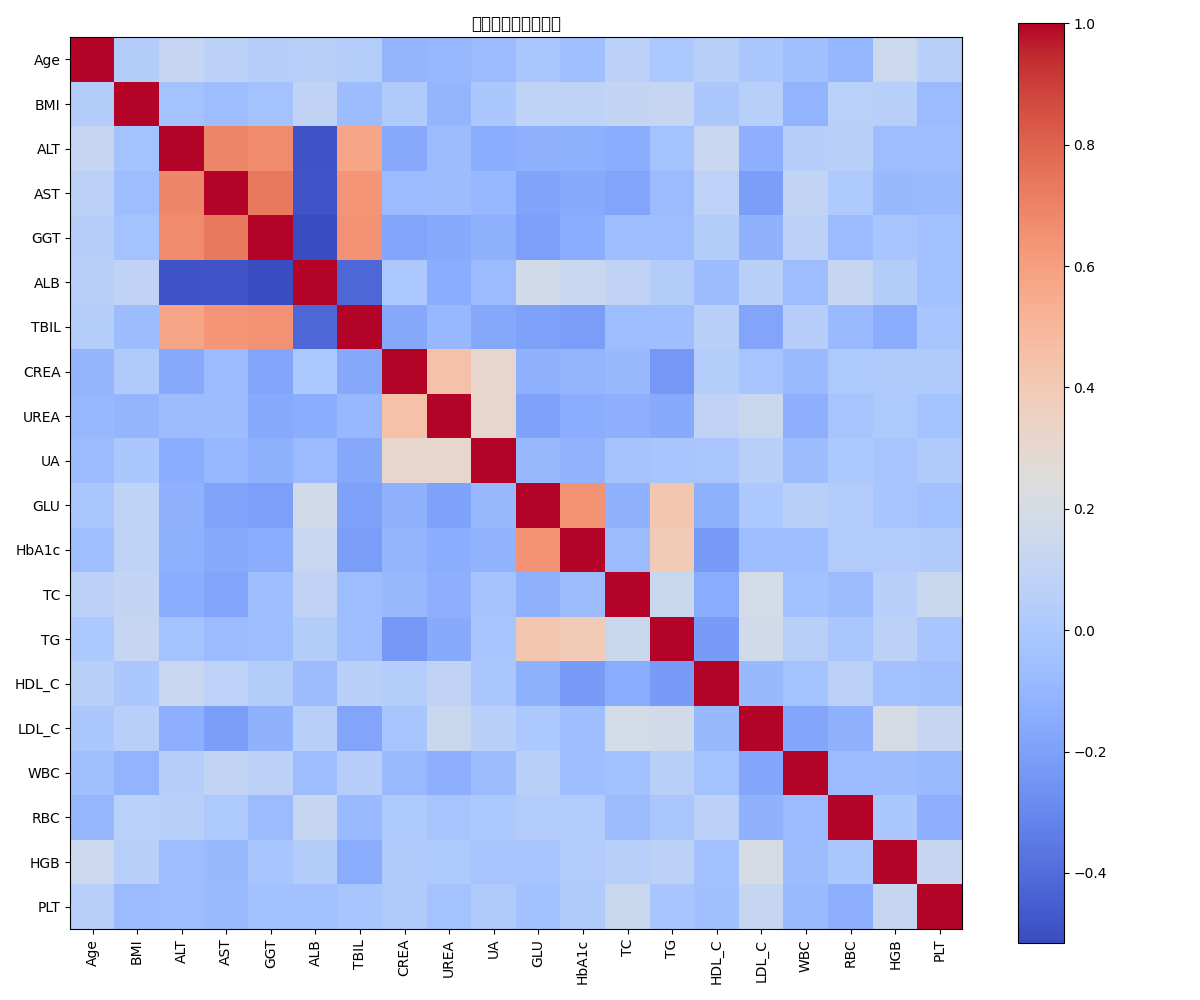 1.0
Age
BMI
ALT
0.8
AST
GGT
0.6
ALB
TBIL
CREA
0.4
UREA
UA
0.2
GLU
HbA1c
TC
0.0
TG
HDL_C
LDL_C
−0.2
WBC
RBC
HGB
−0.4
PLT
Age BMI ALT AST GGT ALB TBIL CREA UREA UA GLU HbA1c TC TG HDL_C LDL_C WBC RBC HGB PLT